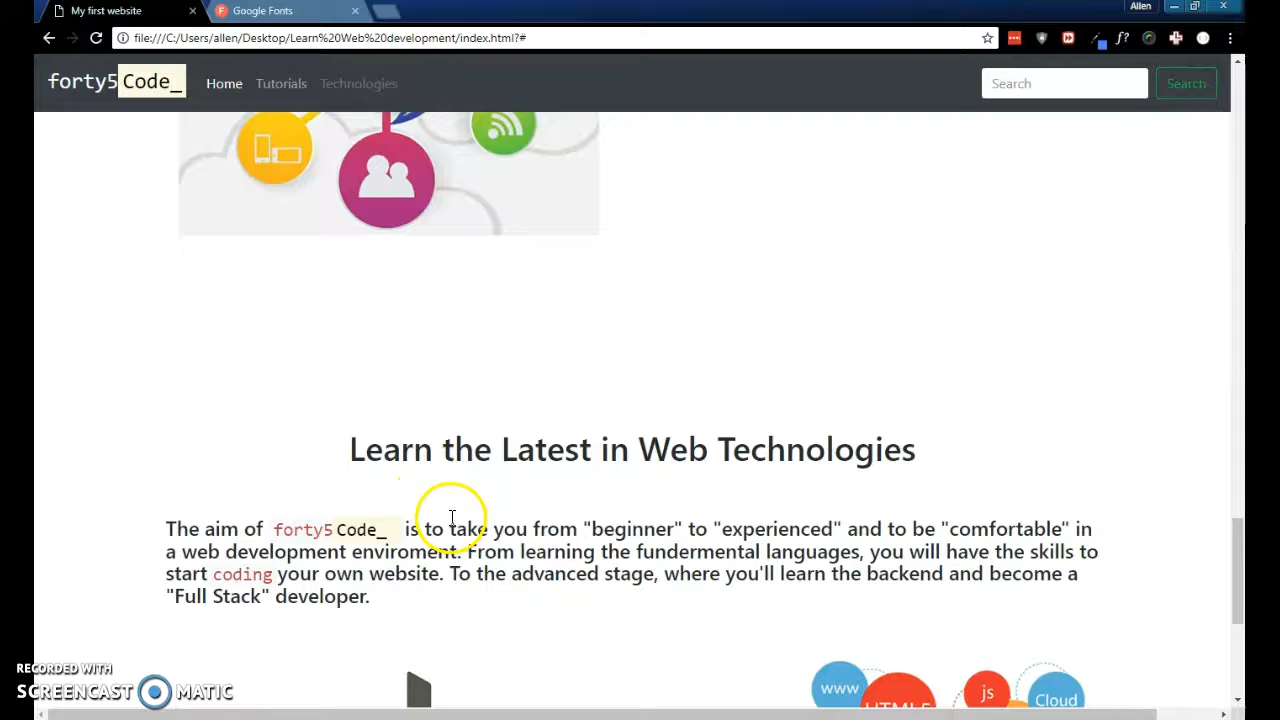 My first website
Google Fonts
Allen
file:///C:/Users/allen/Desktop/Learn%20Web%20development/index.html?#
f?
forty5Code_
Home
Tutorials
Technologies
Search
Search
Learn the Latest in Web Technologies
The aim of forty5Code_ is to take you from "beginner" to "experienced" and to be "comfortable" in
a web development enviroment. From learning the fundermental languages, you will have the skills to
start coding your own website. To the advanced stage, where you'll learn the backend and become a
"Full Stack" developer.
www
HTML5
js
Cloud
RECORDED WITH
SCREENCAST MATIC